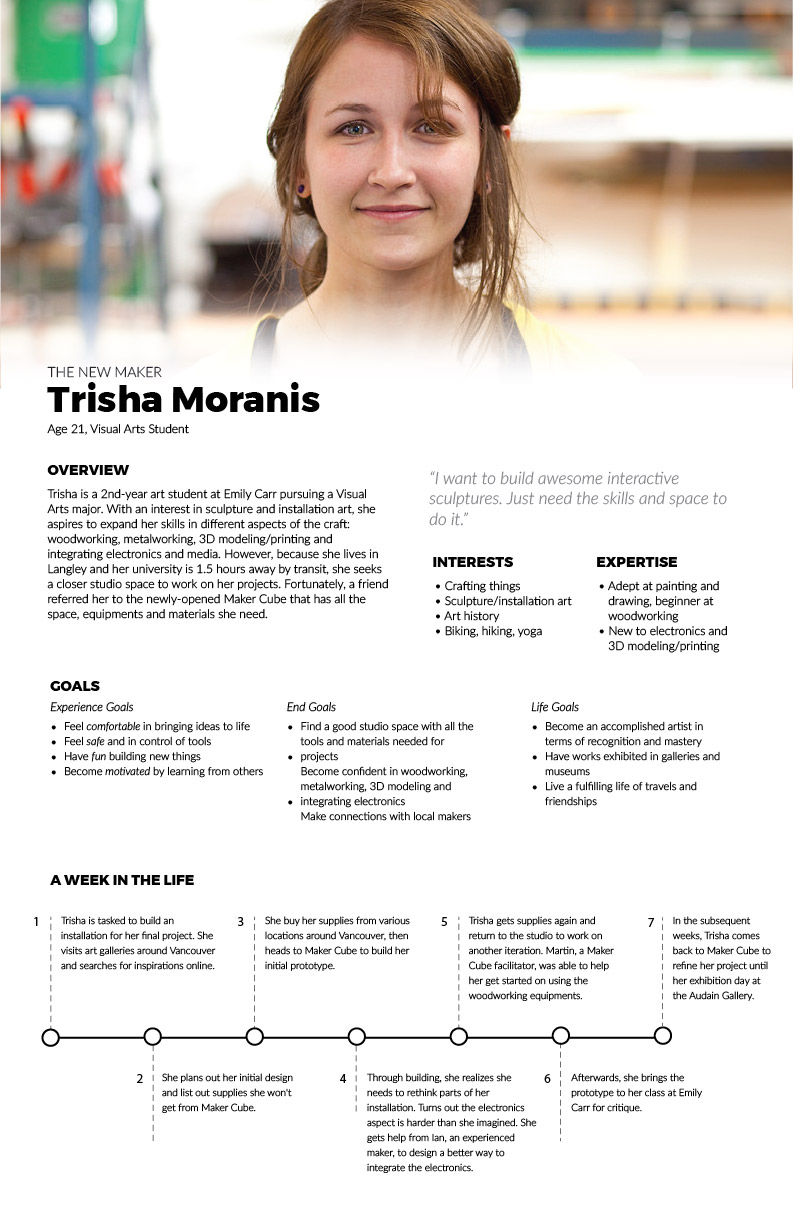 THE NEW MAKER
Trisha Moranis
Age 21, Visual Arts Student
OVERVIEW
Trisha is a 2nd-year art student at Emily Carr pursuing a Visual
Arts major. With an interest in sculpture and installation art, she
aspires to expand her skills in different aspects of the craft:
woodworking, metalworking, 3D modeling/printing and
integrating electronics and media. However, because she lives in
Langley and her university is 1.5 hours away by transit, she seeks
a closer studio space to work on her projects. Fortunately, a friend
referred her to the newly-opened Maker Cube that has all the
space, equipments and materials she need.
“I want to build awesome interactive
sculptures. Just need the skills and space to
do it.”
INTERESTS
• Crafting things
• Sculpture/installation art
• Art history
• Biking, hiking, yoga
EXPERTISE
• Adept at painting and
drawing, beginner at
woodworking
• New to electronics and
3D modeling/printing
GOALS
Experience Goals
• Feel comfortable in bringing ideas to life
• Feel safe and in control of tools
• Have fun building new things
• Become motivated by learning from others
End Goals
• Find a good studio space with all the
tools and materials needed for
• projects
Become confident in woodworking,
metalworking, 3D modeling and
• integrating electronics
Make connections with local makers
Life Goals
• Become an accomplished artist in
terms of recognition and mastery
• Have works exhibited in galleries and
museums
• Live a fulfilling life of travels and
friendships
A WEEK IN THE LIFE
1 Trisha is tasked to build an
installation for her final project. She
visits art galleries around Vancouver
and searches for inspirations online.
2 She plans out her initial design
and list out supplies she won't
get from Maker Cube.
3 She buy her supplies from various
locations around Vancouver, then
heads to Maker Cube to build her
initial prototype.
4 Through building, she realizes she
needs to rethink parts of her
installation. Turns out the electronics
aspect is harder than she imagined. She
gets help from Ian, an experienced
maker, to design a better way to
integrate the electronics.
5 Trisha gets supplies again and
return to the studio to work on
another iteration. Martin, a Maker
Cube facilitator, was able to help
her get started on using the
woodworking equipments.
6 Afterwards, she brings the
prototype to her class at Emily
Carr for critique.
7 In the subsequent
weeks, Trisha comes
back to Maker Cube to
refine her project until
her exhibition day at
the Audain Gallery.